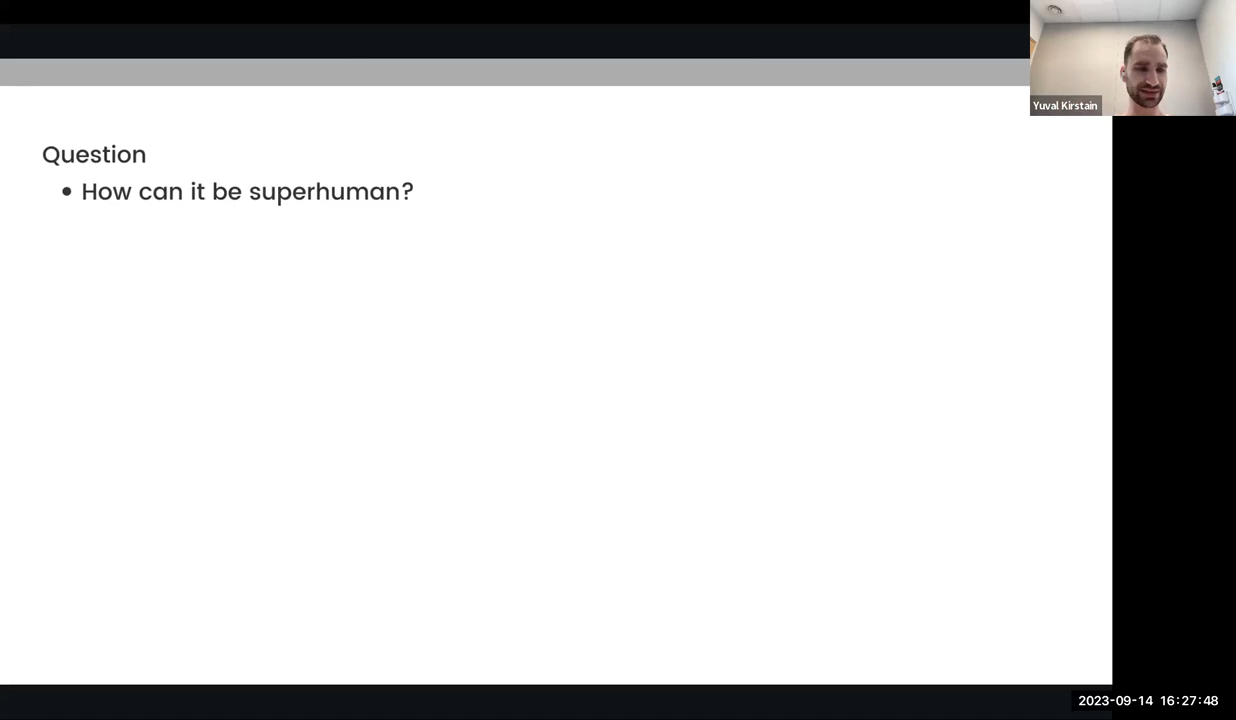 Yuval Kirstain
Question
• How can it be superhuman?
2023-09-14 16:27:48